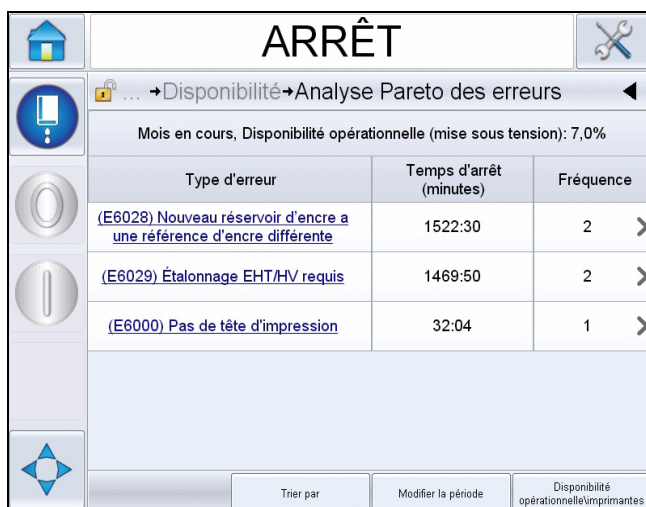 ARRÊT
... →Disponibilité→Analyse Pareto des erreurs
Mois en cours, Disponibilité opérationnelle (mise sous tension): 7,0%
Type d'erreur
Temps d'arrêt
(minutes)
Fréquence
(E6028) Nouveau réservoir d'encre a
une référence d'encre différente
1522:30
2
(E6029) Étalonnage EHT/HV requis
1469:50
2
(E6000) Pas de tête d'impression
32:04
1
Trier par
Modifier la période
Disponibilité
opérationnelle\imprimantes